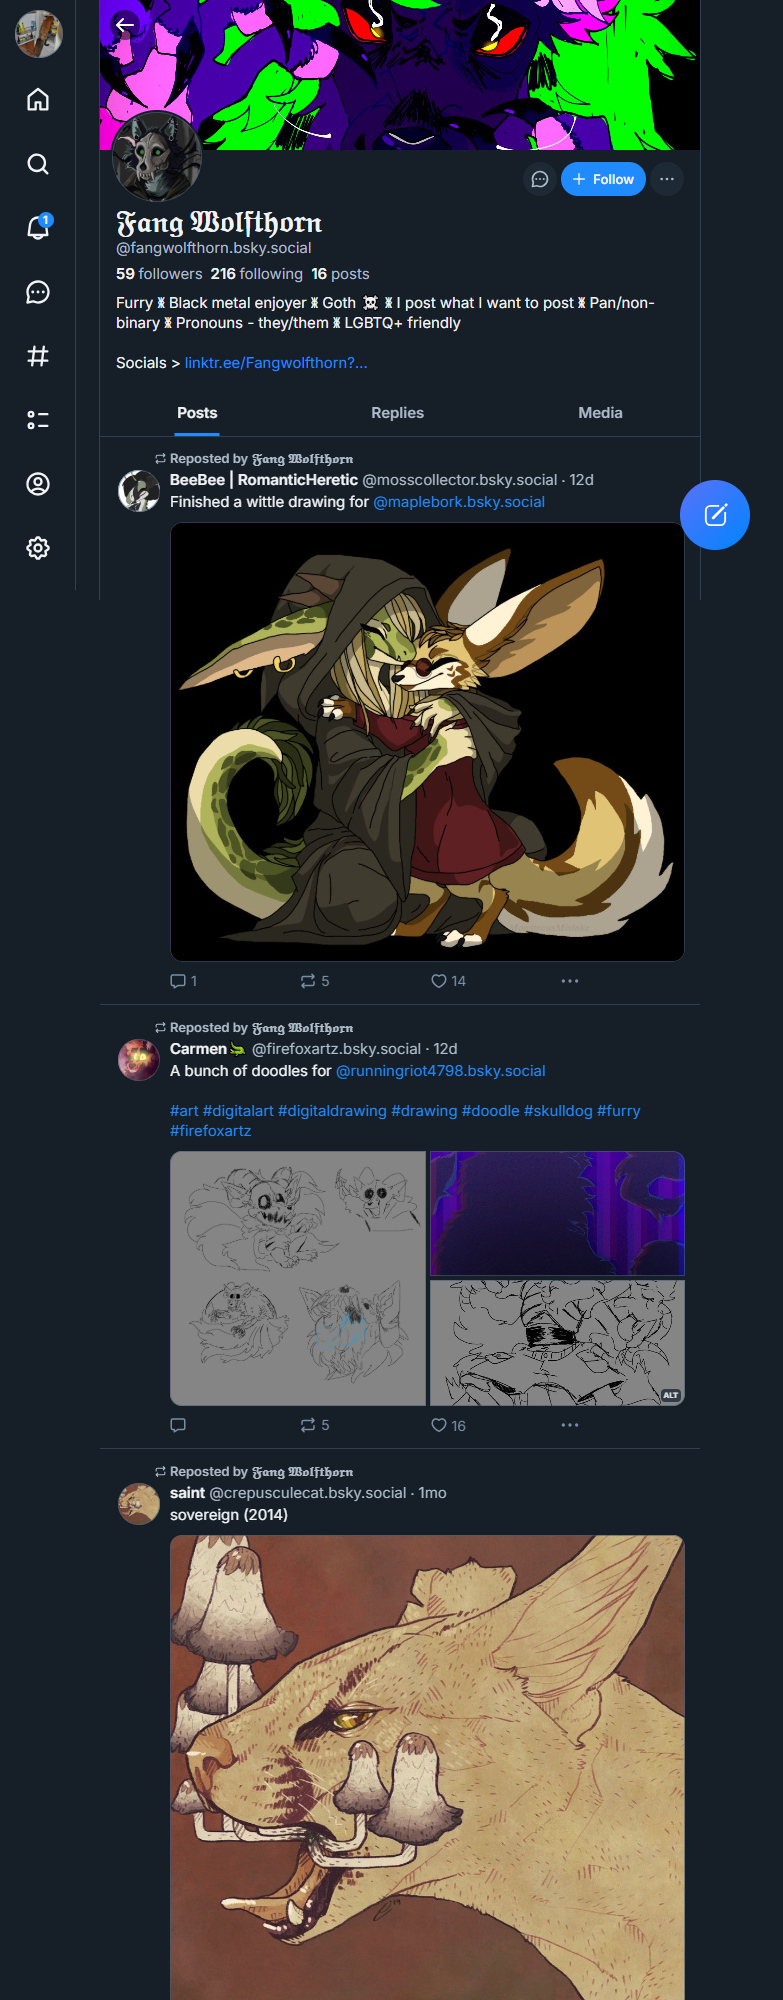 1
Follow
𝕱𝖆𝖓𝖌 𝖂𝖔𝖑𝖋𝖙𝖍𝖔𝖗𝖓
@fangwolfthorn.bsky.social
59 followers 216 following 16 posts
Furry ⛧ Black metal enjoyer ⛧ Goth ☠ ⛧ I post what I want to post ⛧ Pan/non-
binary ⛧ Pronouns - they/them ⛧ LGBTQ+ friendly
Socials > linktr.ee/Fangwolfthorn?...
Posts Replies Media
Reposted by 𝕱𝖆𝖓𝖌 𝖂𝖔𝖑𝖋𝖙𝖍𝖔𝖗𝖓
BeeBee | RomanticHeretic @mosscollector.bsky.social · 12d
Finished a wittle drawing for @maplebork.bsky.social
1 5 14
Reposted by 𝕱𝖆𝖓𝖌 𝖂𝖔𝖑𝖋𝖙𝖍𝖔𝖗𝖓
Carmen🐉 @firefoxartz.bsky.social · 12d
A bunch of doodles for @runningriot4798.bsky.social
#art #digitalart #digitaldrawing #drawing #doodle #skulldog #furry
#firefoxartz
ALT
5 16
Reposted by 𝕱𝖆𝖓𝖌 𝖂𝖔𝖑𝖋𝖙𝖍𝖔𝖗𝖓
saint @crepusculecat.bsky.social · 1mo
sovereign (2014)